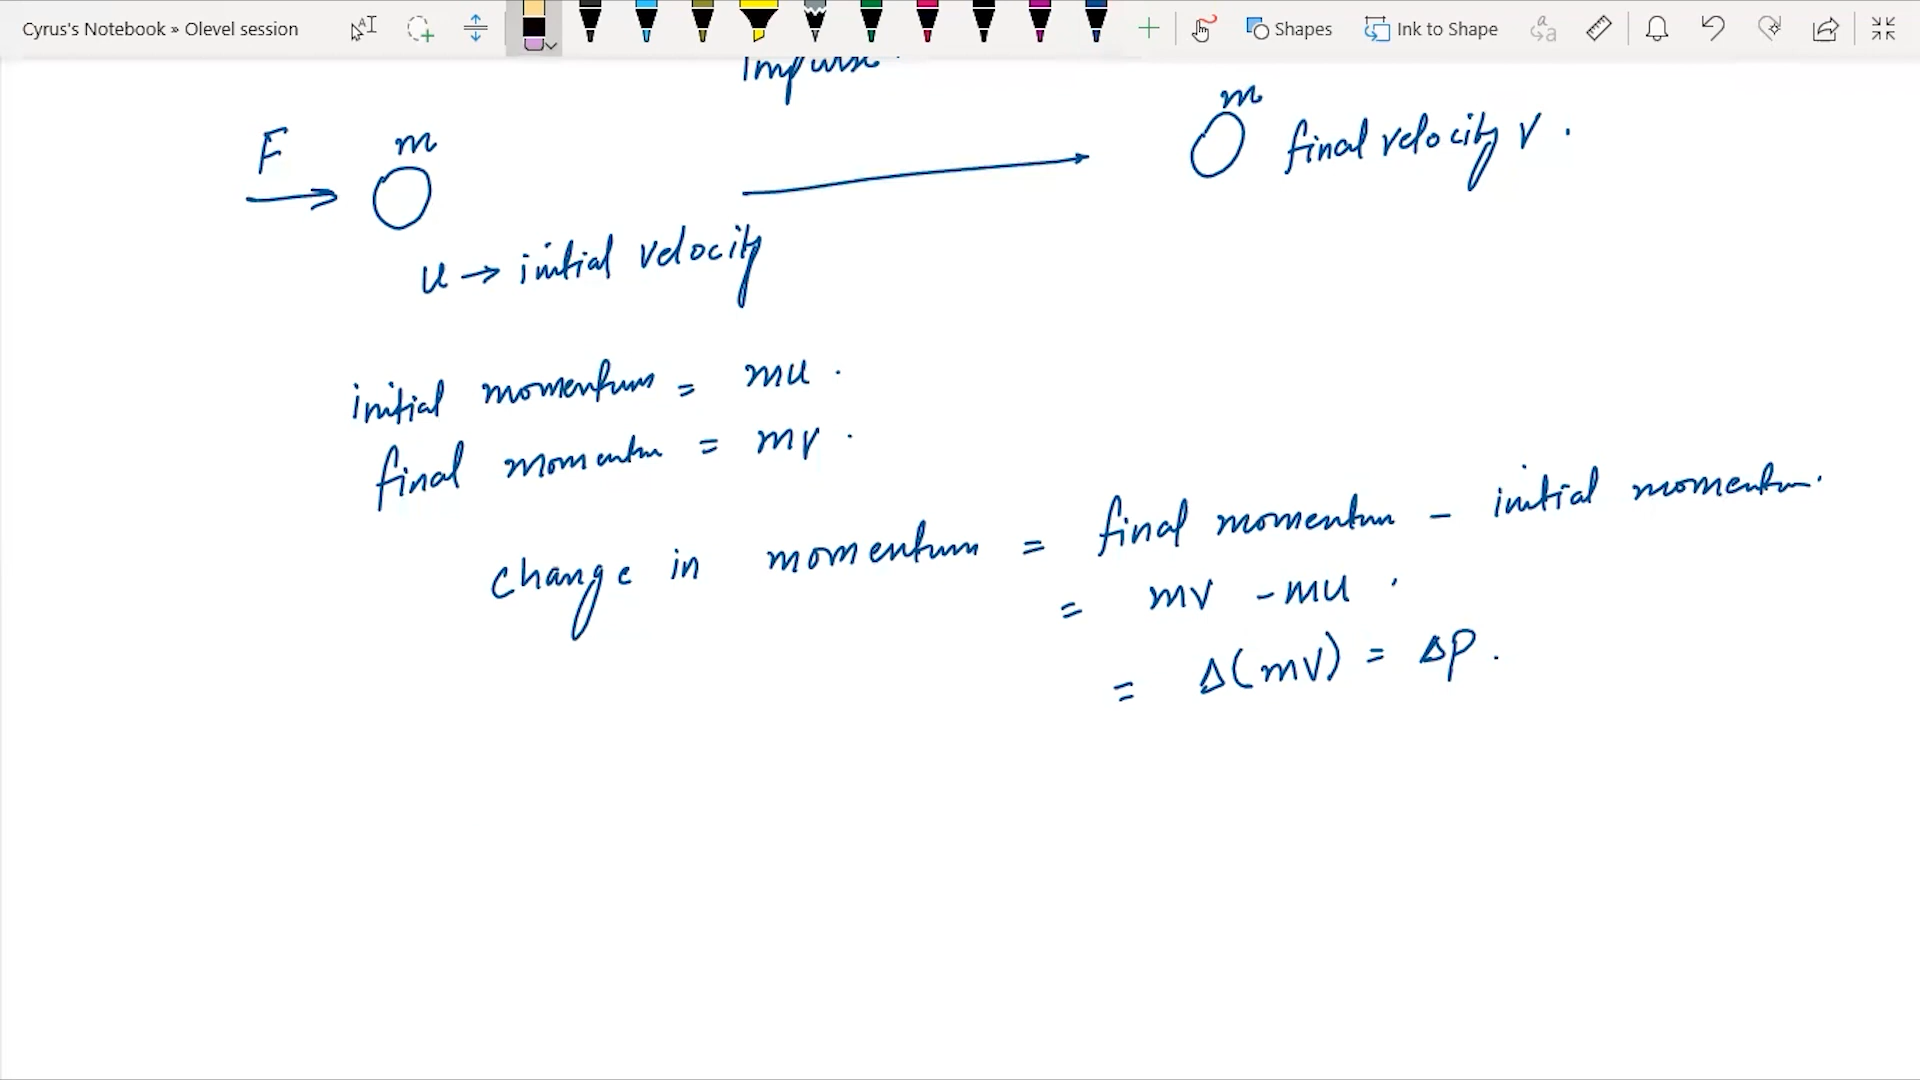 Cyrus's Notebook » Olevel session
Shapes
Ink to Shape
Impulse
F
m
m
final velocity v.
u → initial velocity
initial momentum = mu.
final momentum = mv.
change in momentum = final momentum - initial momentum.
= mv - mu.
= Δ(mv) = Δp.